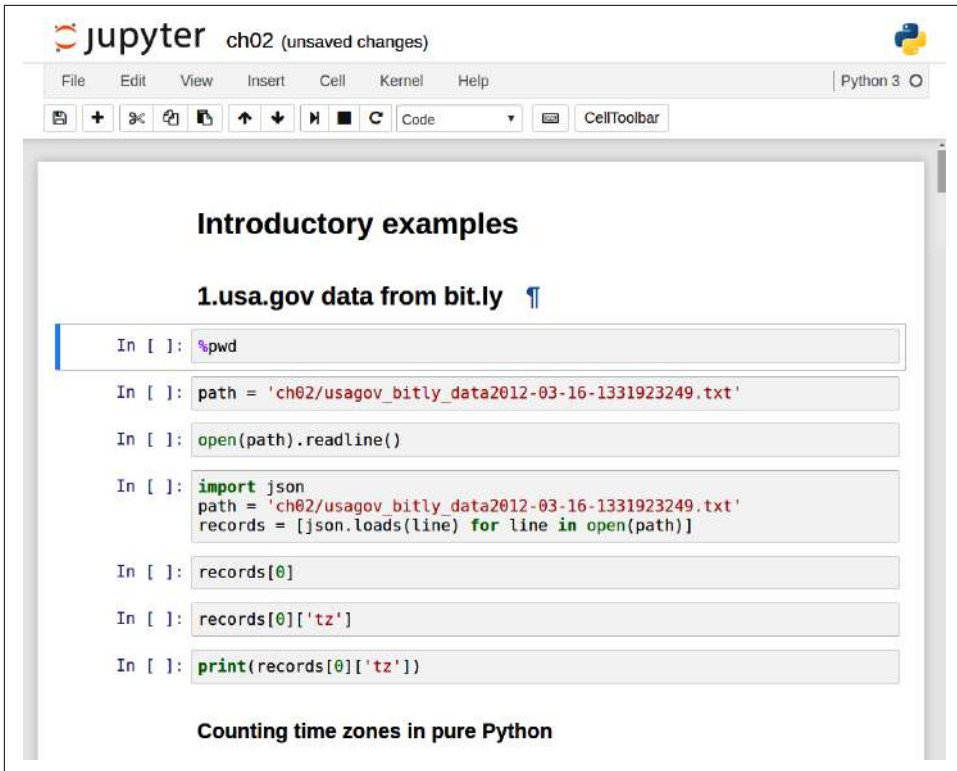 jupyter ch02 (unsaved changes)
File Edit View Insert Cell Kernel Help Python 3
Code CellToolbar
Introductory examples
1.usa.gov data from bit.ly ¶
In [ ]: %pwd
In [ ]: path = 'ch02/usagov_bitly_data2012-03-16-1331923249.txt'
In [ ]: open(path).readline()
In [ ]: import json
path = 'ch02/usagov_bitly_data2012-03-16-1331923249.txt'
records = [json.loads(line) for line in open(path)]
In [ ]: records[0]
In [ ]: records[0]['tz']
In [ ]: print(records[0]['tz'])
Counting time zones in pure Python